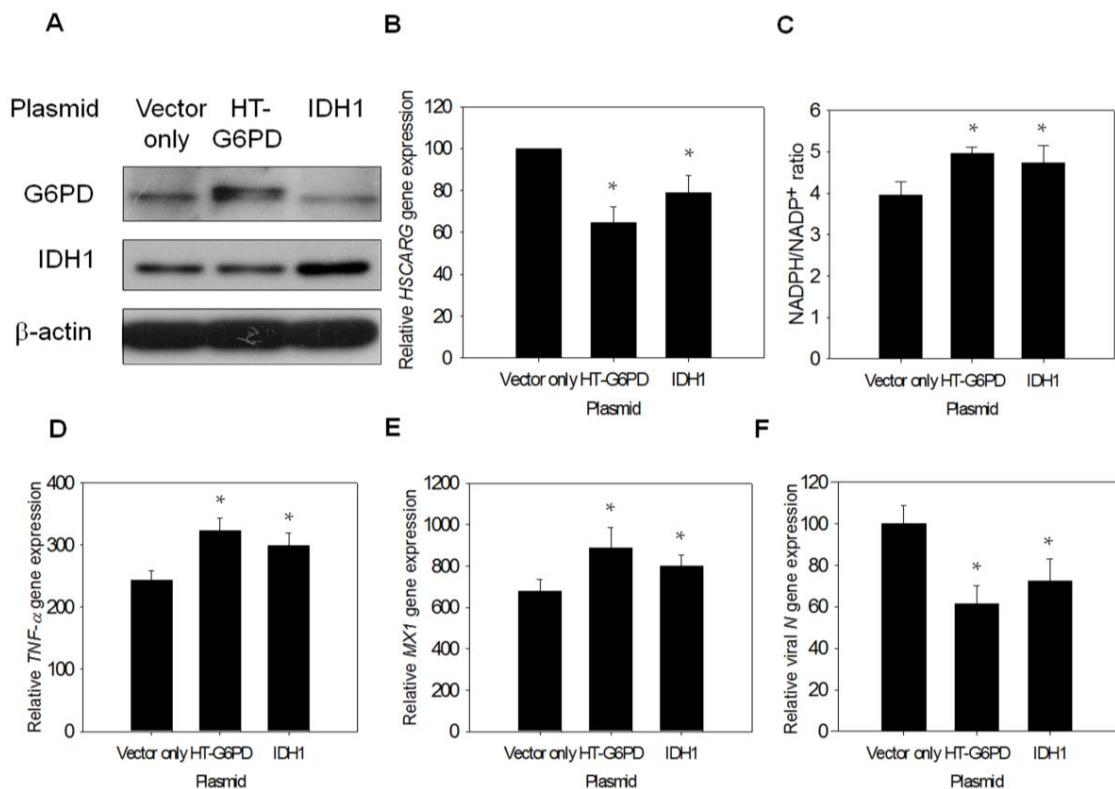 A
Plasmid
Vector only
HT-G6PD
IDH1
G6PD
IDH1
β-actin
B
Relative HSCARG gene expression
120
100
80
60
40
20
0
*
*
Vector only HT-G6PD IDH1
Plasmid
C
NADPH/NADP+ ratio
6
5
4
3
2
1
0
*
*
Vector only HT-G6PD IDH1
Plasmid
D
Relative TNF-α gene expression
400
300
200
100
0
*
*
Vector only HT-G6PD IDH1
Plasmid
E
Relative MX1 gene expression
1200
1000
800
600
400
200
0
*
*
Vector only HT-G6PD IDH1
Plasmid
F
Relative viral N gene expression
120
100
80
60
40
20
0
*
*
Vector only HT-G6PD IDH1
Plasmid